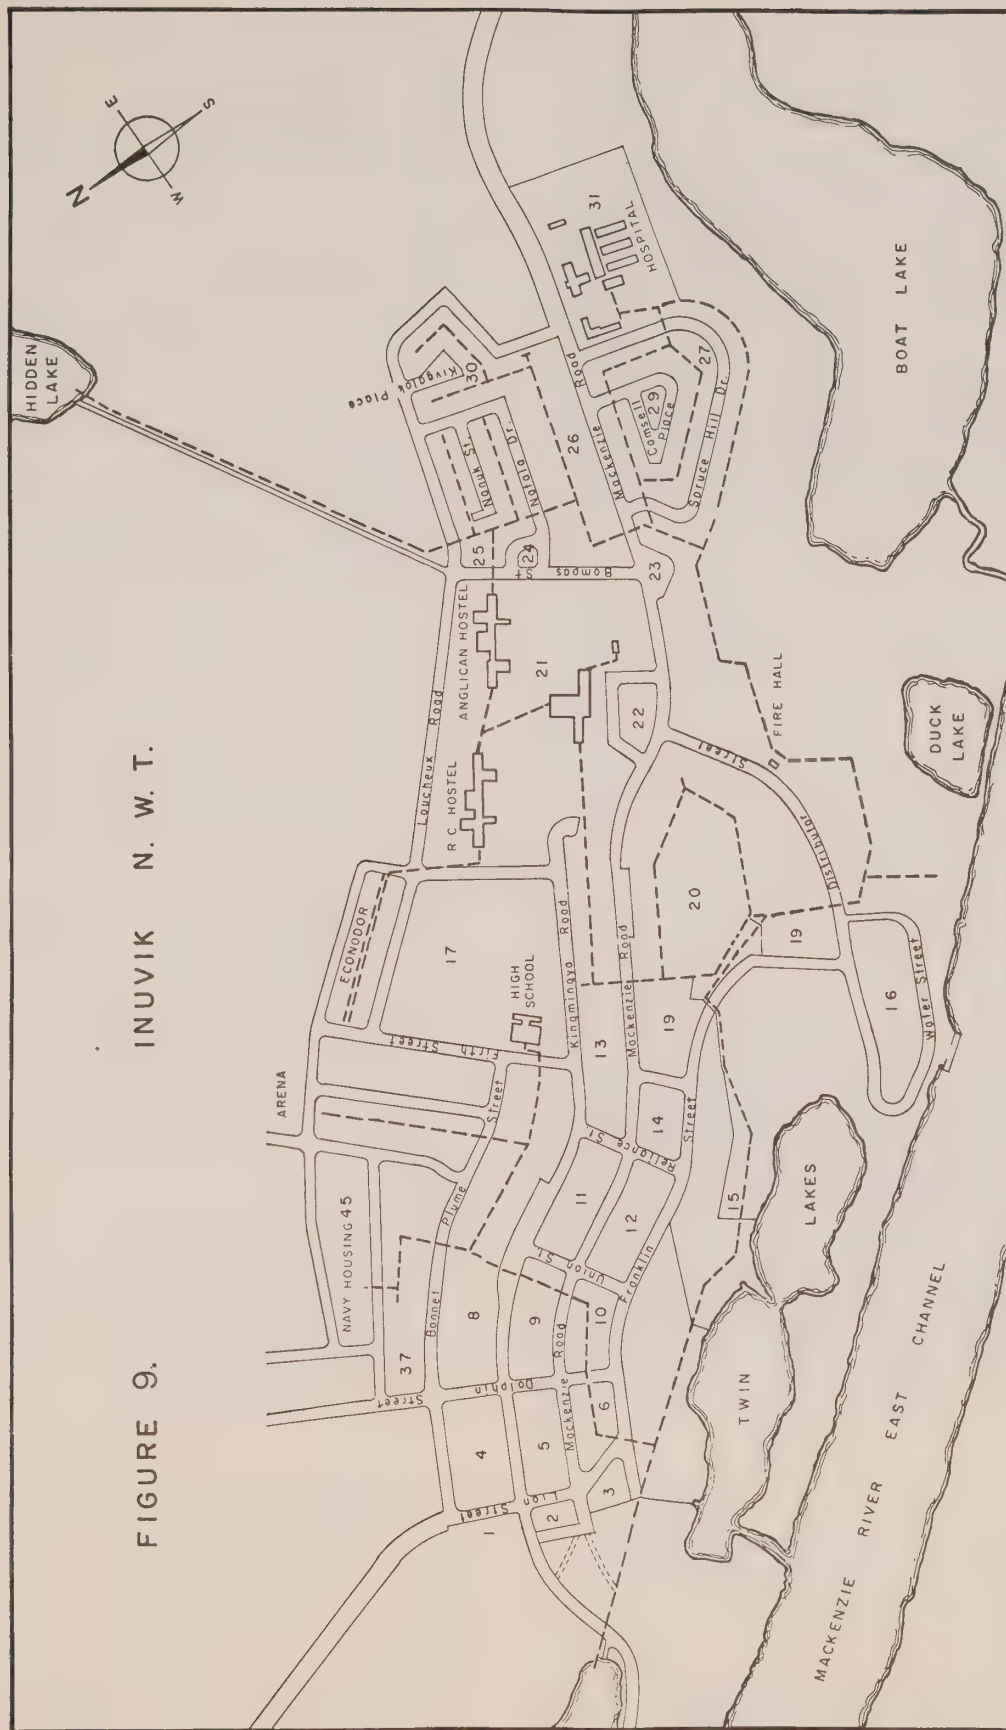 FIGURE 9.   INUVIK   N. W. T.
N
E
S
W
HIDDEN
LAKE
ARENA
NAVY HOUSING 45
ECONODOR
Loucheux Road
R C HOSTEL
ANGLICAN HOSTEL
Kivgalok Place
30
Nanuk St.
Natala Dr.
25
24
Bompas St
26
Mackenzie Road
31
HOSPITAL
27
29
Camsell
Place
Spruce Hill Dr.
23
21
22
37
Bonnet Plume Street
Firth Street
17
HIGH
SCHOOL
Kingmingya Road
13
Mackenzie Road
19
20
19
Distributor Street
FIRE HALL
1
Street
4
Dolphin Street
8
2
5
Mackenzie Road
9
Union St.
11
Reliance St.
14
3
6
10
12
Franklin Street
15
16
Water Street
TWIN
LAKES
DUCK
LAKE
BOAT LAKE
MACKENZIE RIVER EAST CHANNEL